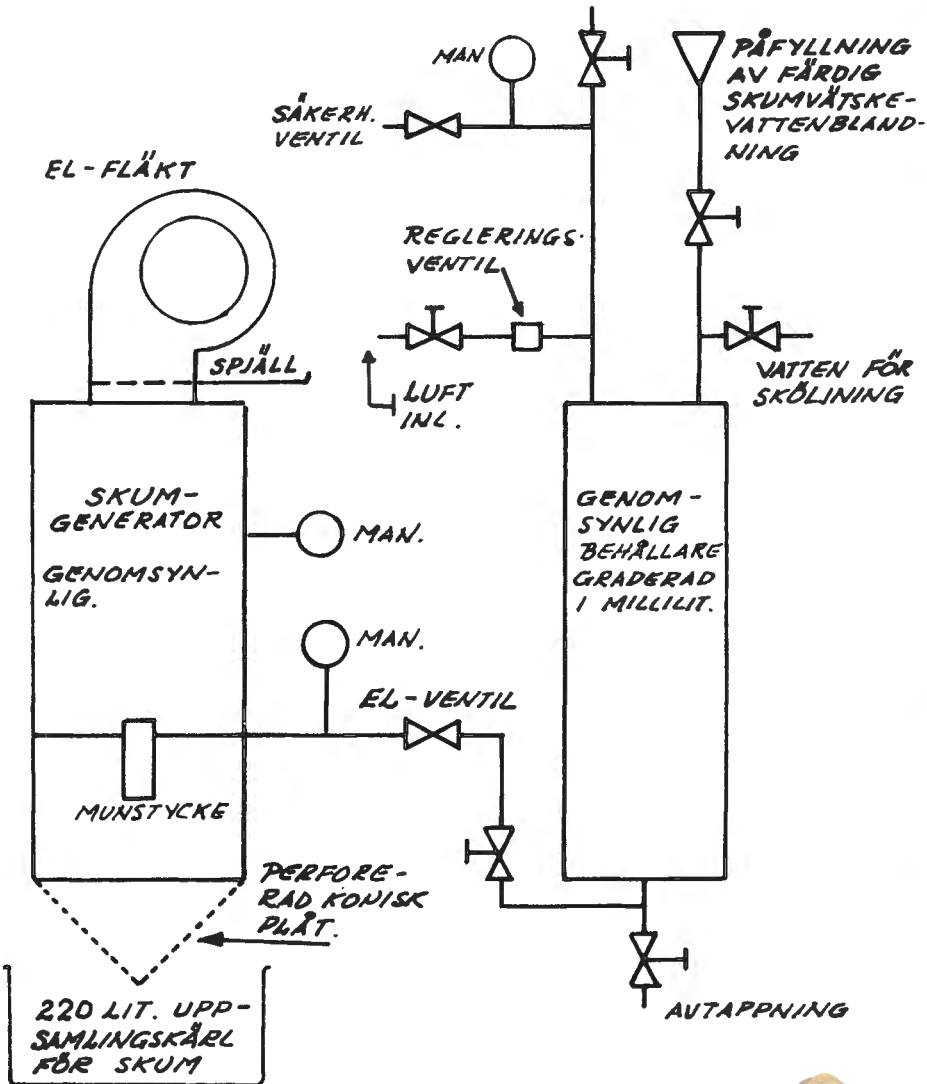 MAN
PÅFYLLNING
AV FÄRDIG
SKUMVÄTSKE-
VATTENBLAND-
NING
SÄKERH.
VENTIL
EL-FLÄKT
REGLERINGS-
VENTIL
SPJÄLL
LUFT
INL.
VATTEN FÖR
SKÖLJNING
SKUM-
GENERATOR
GENOMSYN-
LIG.
MAN.
GENOM-
SYNLIG
BEHÅLLARE
GRADERAD
I MILLILIT.
MAN.
EL-VENTIL
MUNSTYCKE
PERFORE-
RAD KONISK
PLÅT.
220 LIT. UPP-
SAMLINGSKÄRL
FÖR SKUM
AVTAPPNING